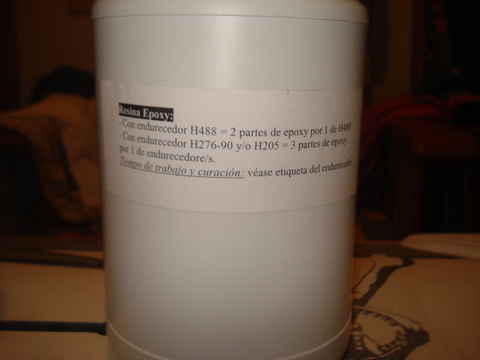 Resina Epoxy:
- Con endurecedor H488 = 2 partes de epoxy por 1 de H488
- Con endurecedor H276-90 y/o H205 = 3 partes de epoxy
por 1 de endurecedore/s.
Tiempo de trabajo y curación: véase etiqueta del endurecedor